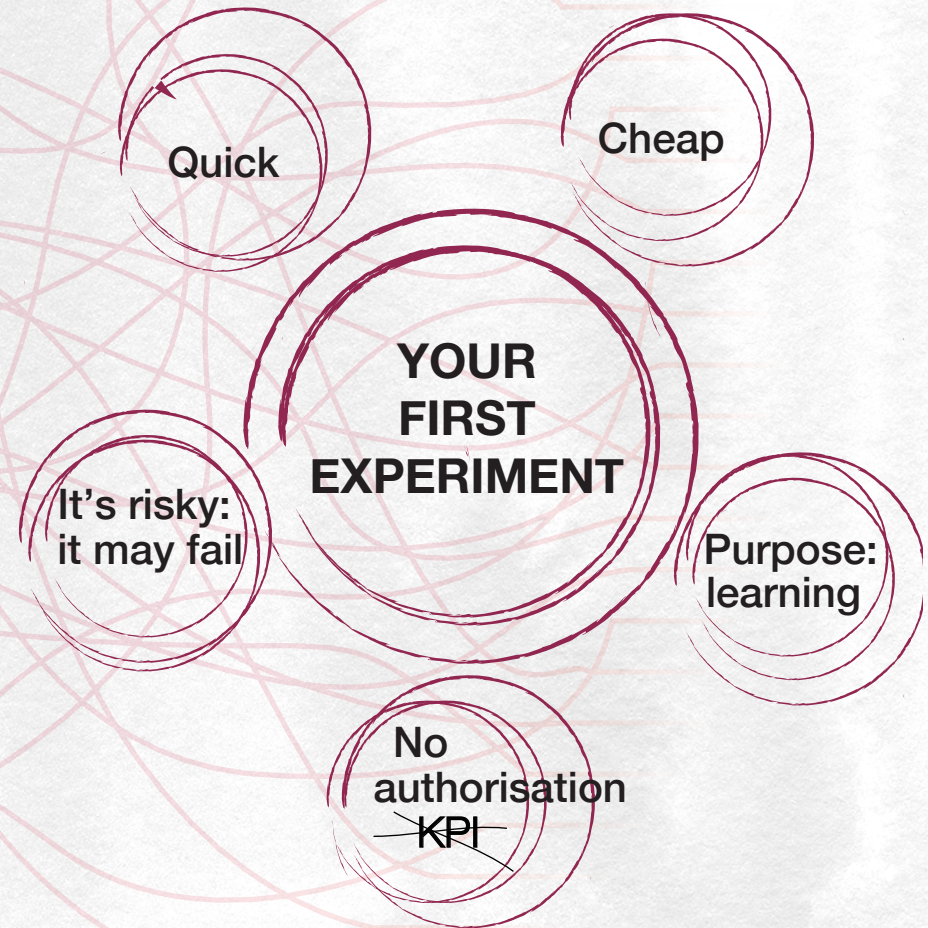 Quick
Cheap
YOUR
FIRST
EXPERIMENT
It’s risky:
it may fail
Purpose:
learning
No
authorisation
KPI